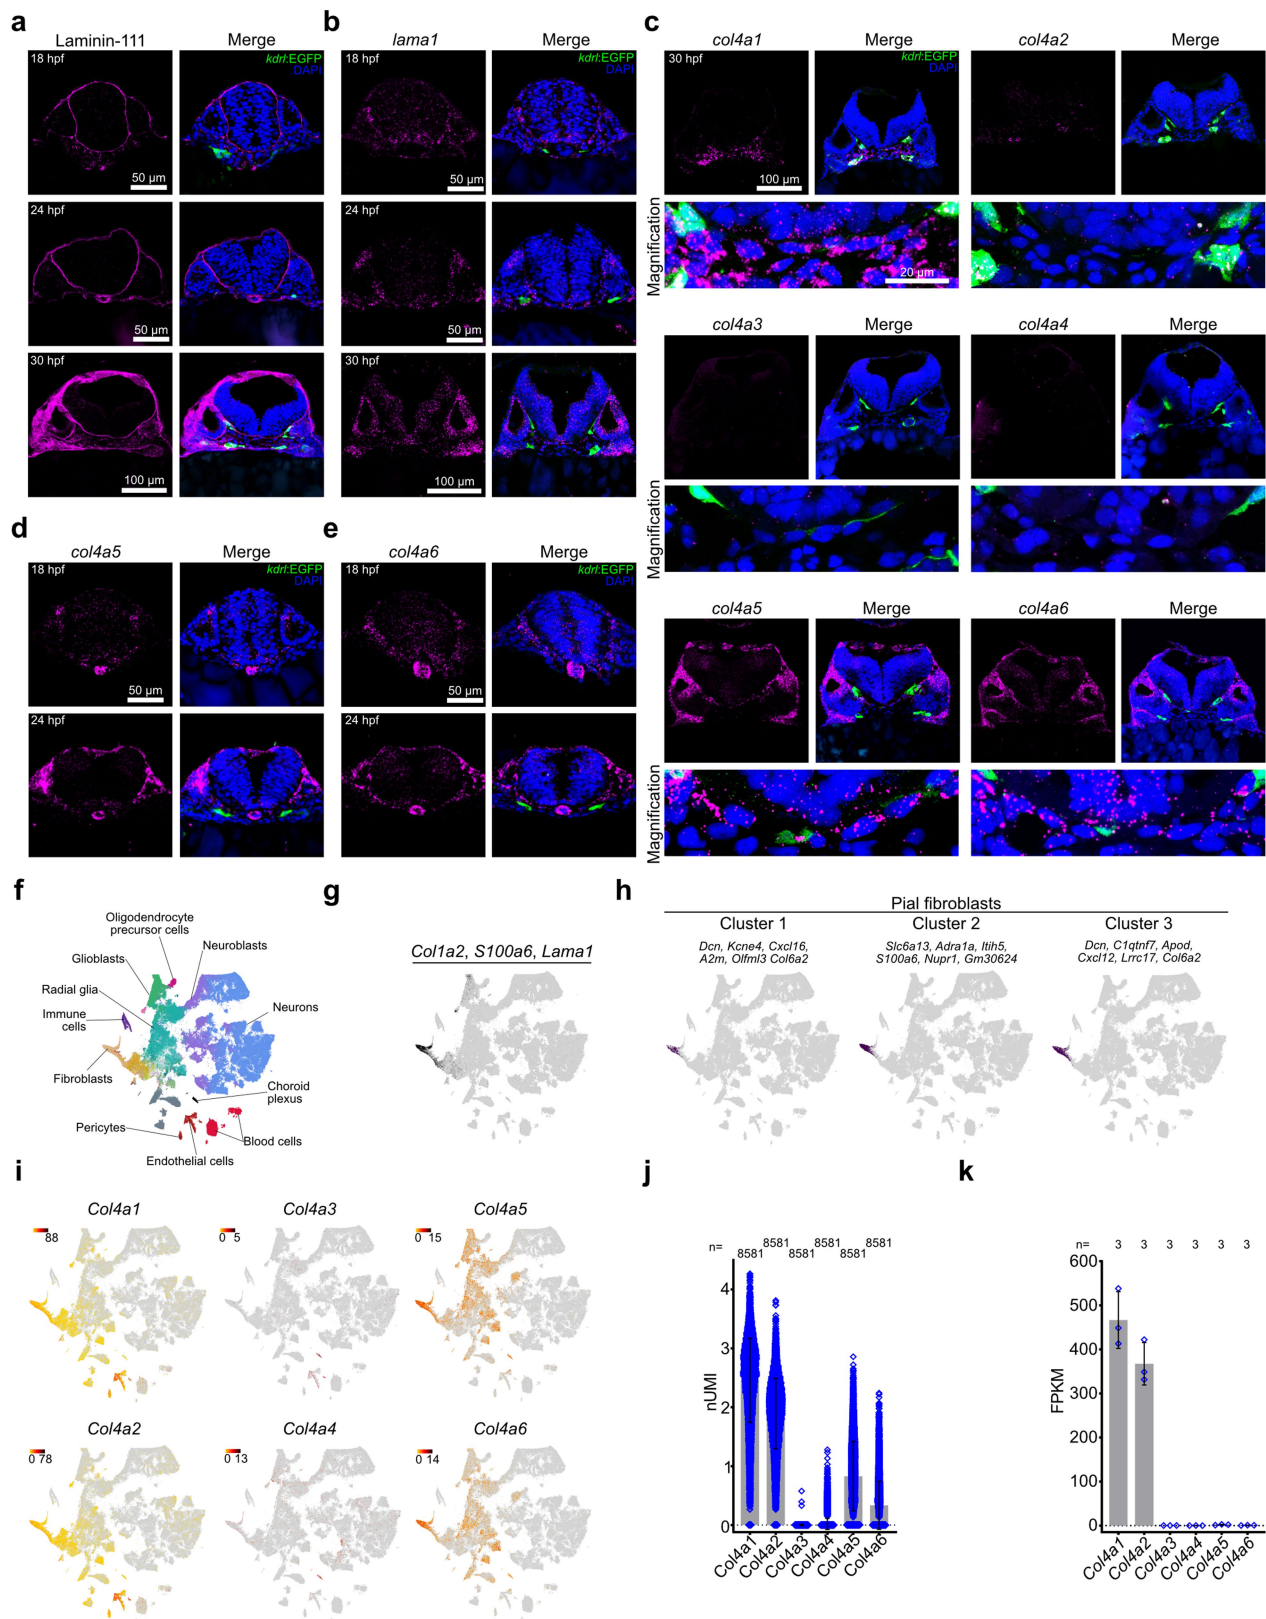 a
Laminin-111
Merge
18 hpf
kdrl:EGFP
DAPI
50 µm
24 hpf
50 µm
30 hpf
100 µm
b
lama1
Merge
18 hpf
kdrl:EGFP
DAPI
50 µm
24 hpf
50 µm
30 hpf
100 µm
c
col4a1
Merge
30 hpf
kdrl:EGFP
DAPI
100 µm
col4a2
Merge
Magnification
20 µm
col4a3
Merge
col4a4
Merge
Magnification
col4a5
Merge
col4a6
Merge
Magnification
d
col4a5
Merge
18 hpf
kdrl:EGFP
DAPI
50 µm
24 hpf
e
col4a6
Merge
18 hpf
kdrl:EGFP
DAPI
50 µm
24 hpf
f
Oligodendrocyte
precursor cells
Neuroblasts
Glioblasts
Radial glia
Neurons
Immune
cells
Fibroblasts
Choroid
plexus
Pericytes
Blood cells
Endothelial cells
g
Col1a2, S100a6, Lama1
h
Pial fibroblasts
Cluster 1
Dcn, Kcne4, Cxcl16,
A2m, Olfml3 Col6a2
Cluster 2
Slc6a13, Adra1a, Itih5,
S100a6, Nupr1, Gm30624
Cluster 3
Dcn, C1qtnf7, Apod,
Cxcl12, Lrrc17, Col6a2
i
Col4a1
88
Col4a3
0 5
Col4a5
0 15
Col4a2
0 78
Col4a4
0 13
Col4a6
0 14
j
n=
8581
8581
8581
8581
8581
8581
nUMI
4
3
2
1
0
Col4a1
Col4a2
Col4a3
Col4a4
Col4a5
Col4a6
k
n= 3 3 3 3 3 3
FPKM
600
500
400
300
200
100
0
Col4a1
Col4a2
Col4a3
Col4a4
Col4a5
Col4a6